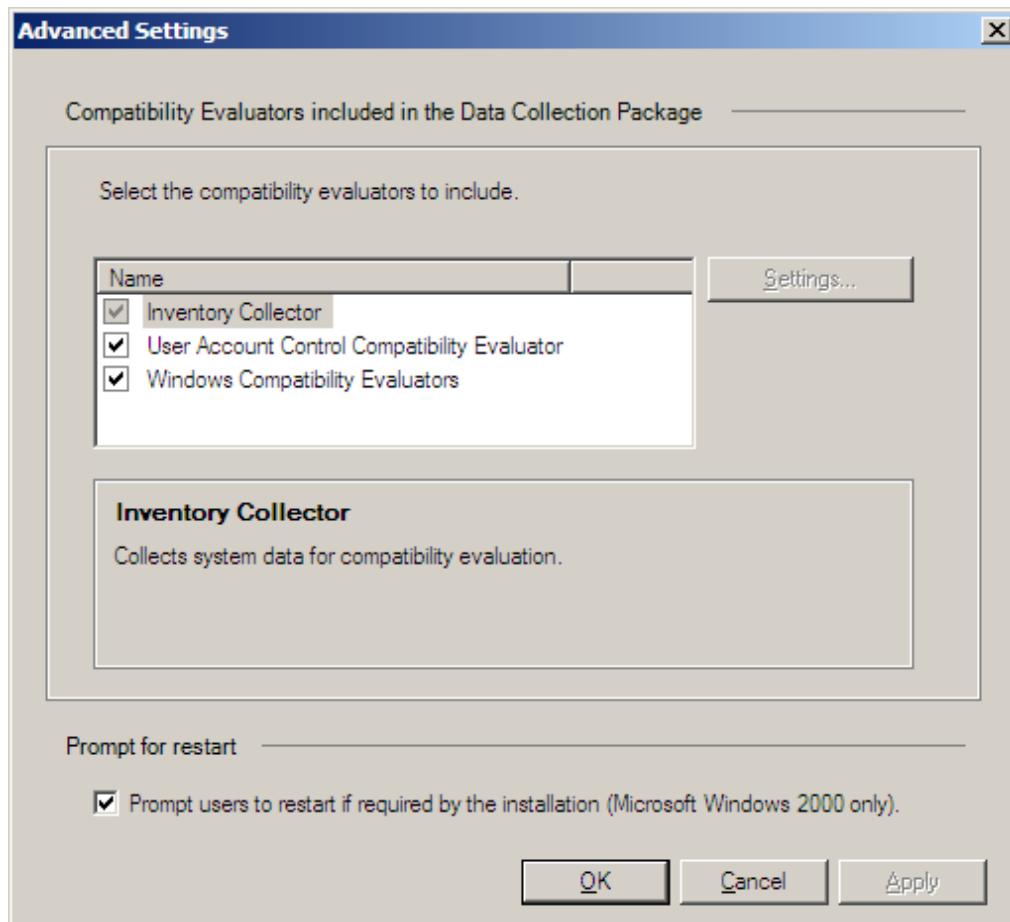 Advanced Settings
Compatibility Evaluators included in the Data Collection Package
Select the compatibility evaluators to include.
Name
Settings...
Inventory Collector
User Account Control Compatibility Evaluator
Windows Compatibility Evaluators
Inventory Collector
Collects system data for compatibility evaluation.
Prompt for restart
Prompt users to restart if required by the installation (Microsoft Windows 2000 only).
OK Cancel Apply